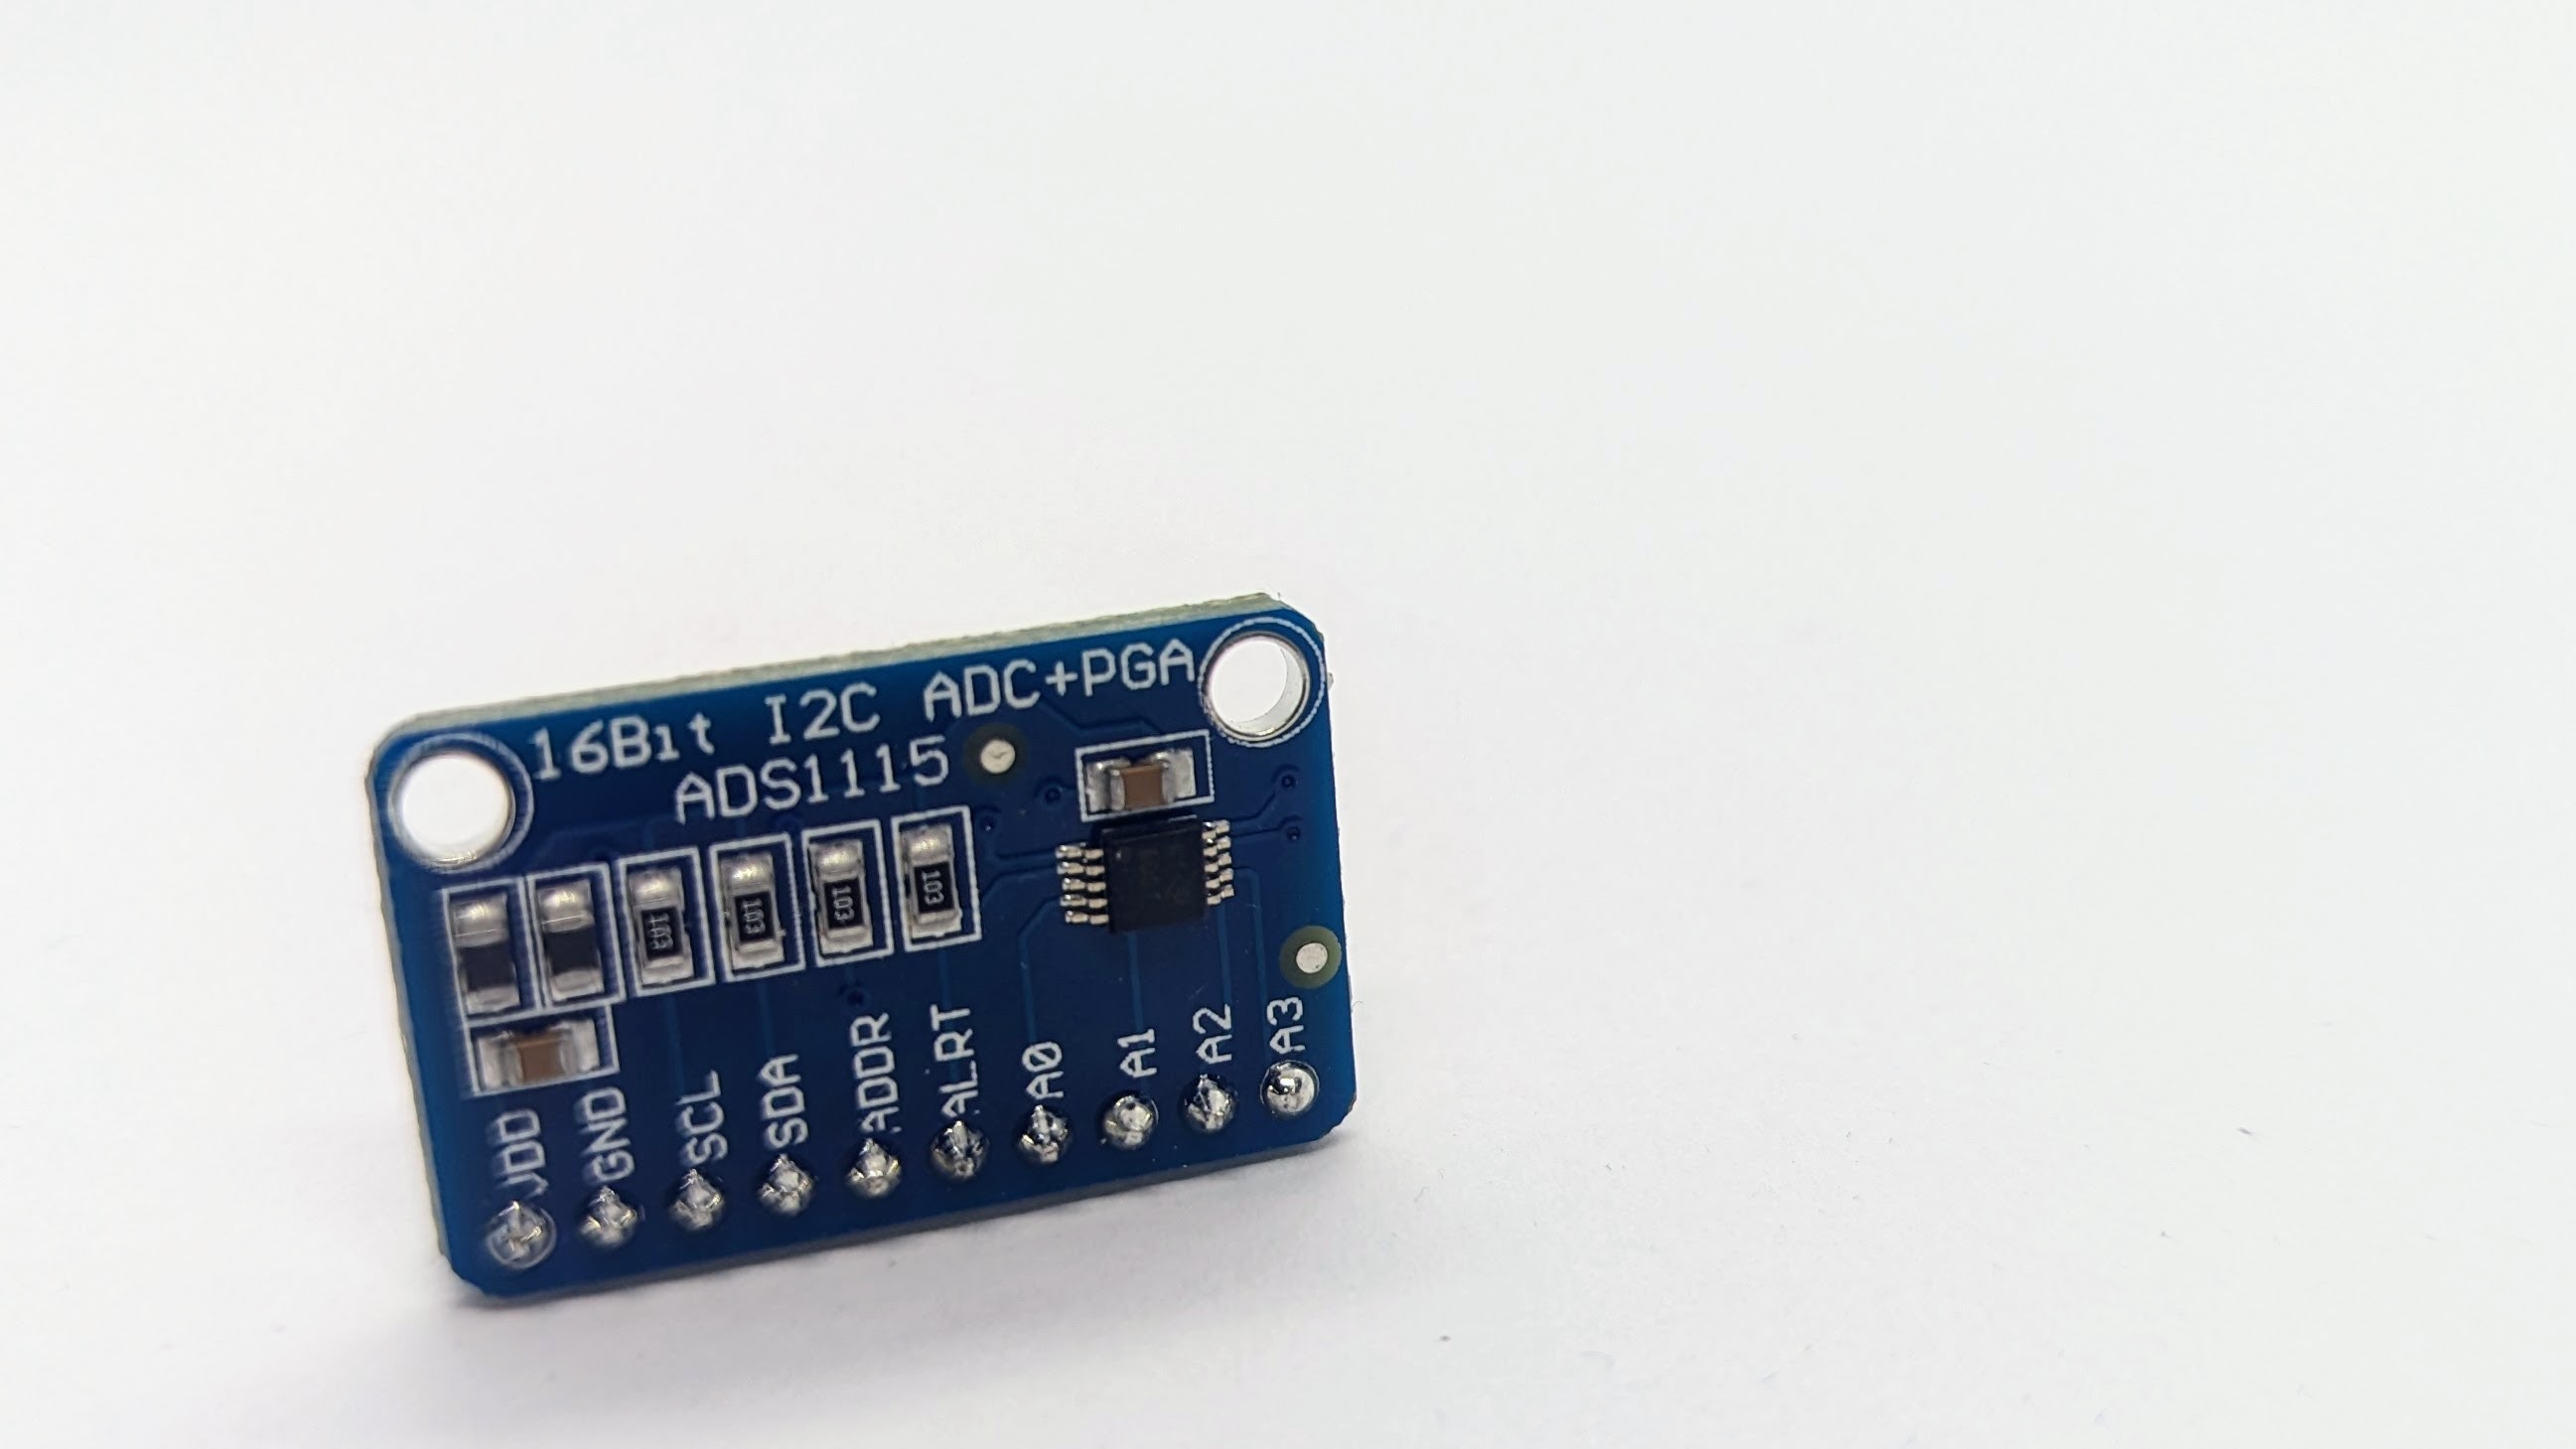 16Bit I2C ADC+PGA
ADS1115
103
103
103
103
VDD
GND
SCL
SDA
ADDR
ALRT
A0
A1
A2
A3